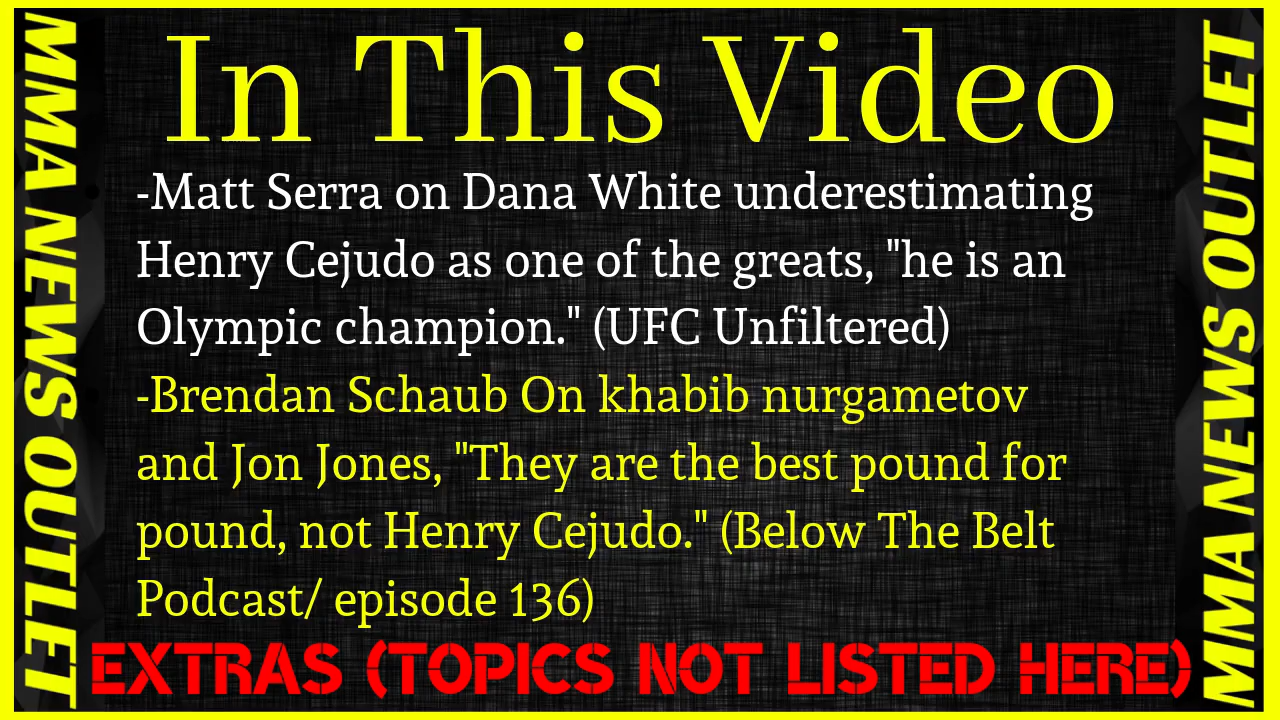 In This Video
-Matt Serra on Dana White underestimating
Henry Cejudo as one of the greats, "he is an
Olympic champion." (UFC Unfiltered)
-Brendan Schaub On khabib nurgametov
and Jon Jones, "They are the best pound for
pound, not Henry Cejudo." (Below The Belt
Podcast/ episode 136)
EXTRAS (TOPICS NOT LISTED HERE)
MMA NEWS OUTLET
MMA NEWS OUTLET